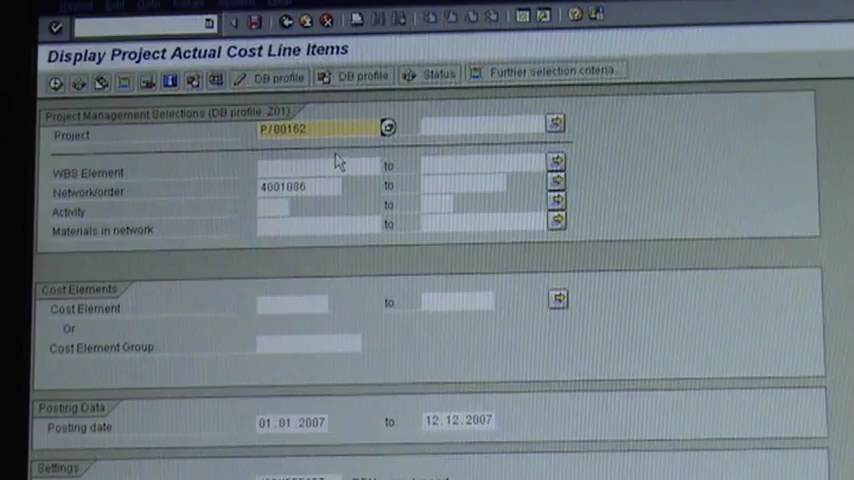 Display Project Actual Cost Line Items
DB profile DB profile Status Further selection criteria.
Project Management Selections (DB profile Z01)
Project P/00162
WBS Element to
Network/order 4001086 to
Activity to
Materials in network to
Cost Elements
Cost Element to
Or
Cost Element Group
Posting Data
Posting date 01.01.2007 to 12.12.2007
Settings